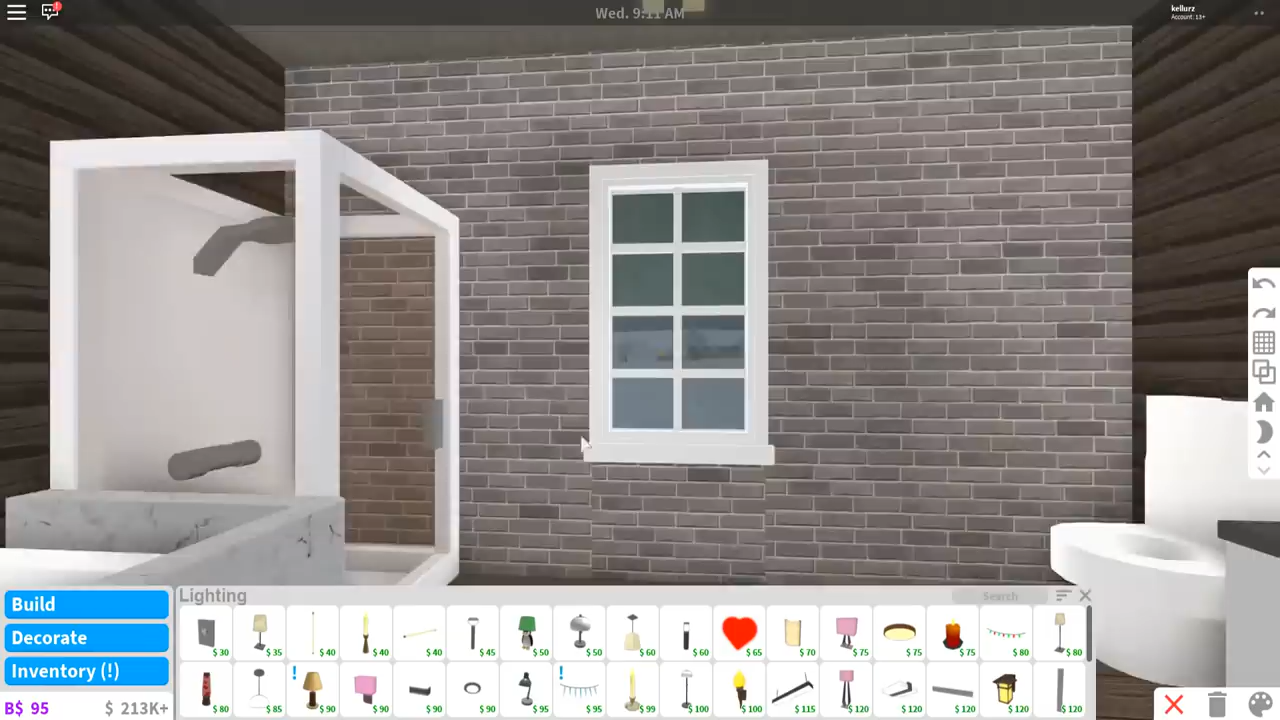 Wed. 9:11 AM
kellurz
Account: 13+
Lighting
Search
Build
Decorate
Inventory (!)
B$ 95
$ 213K+
$30 $35 $40 $40 $40 $45 $50 $50 $60 $60 $65 $70 $75 $75 $75 $80 $80
! !
$80 $85 $90 $90 $90 $90 $95 $95 $99 $100 $100 $115 $120 $120 $120 $120 $120